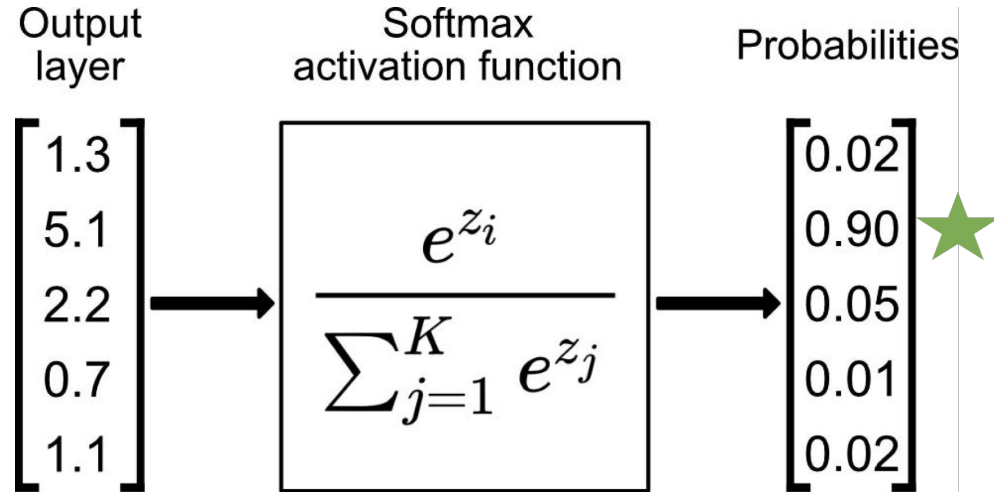 Output
layer
Softmax
activation function
Probabilities
1.3
5.1
2.2
0.7
1.1
e^{z_i}
∑_{j=1}^{K} e^{z_j}
0.02
0.90
0.05
0.01
0.02